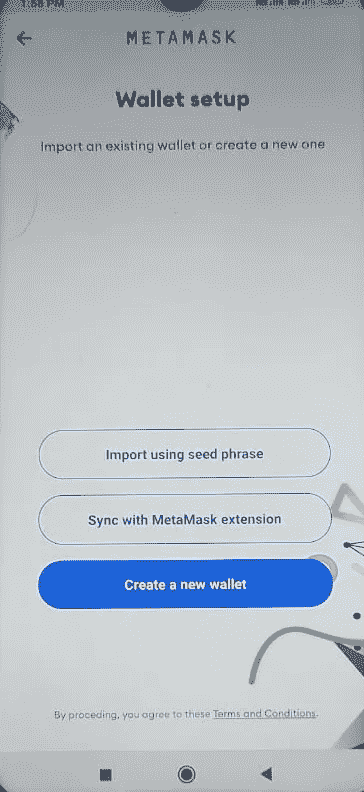 1:58 PM
METAMASK
Wallet setup
Import an existing wallet or create a new one
Import using seed phrase
Sync with MetaMask extension
Create a new wallet
By proceding, you agree to these Terms and Conditions.